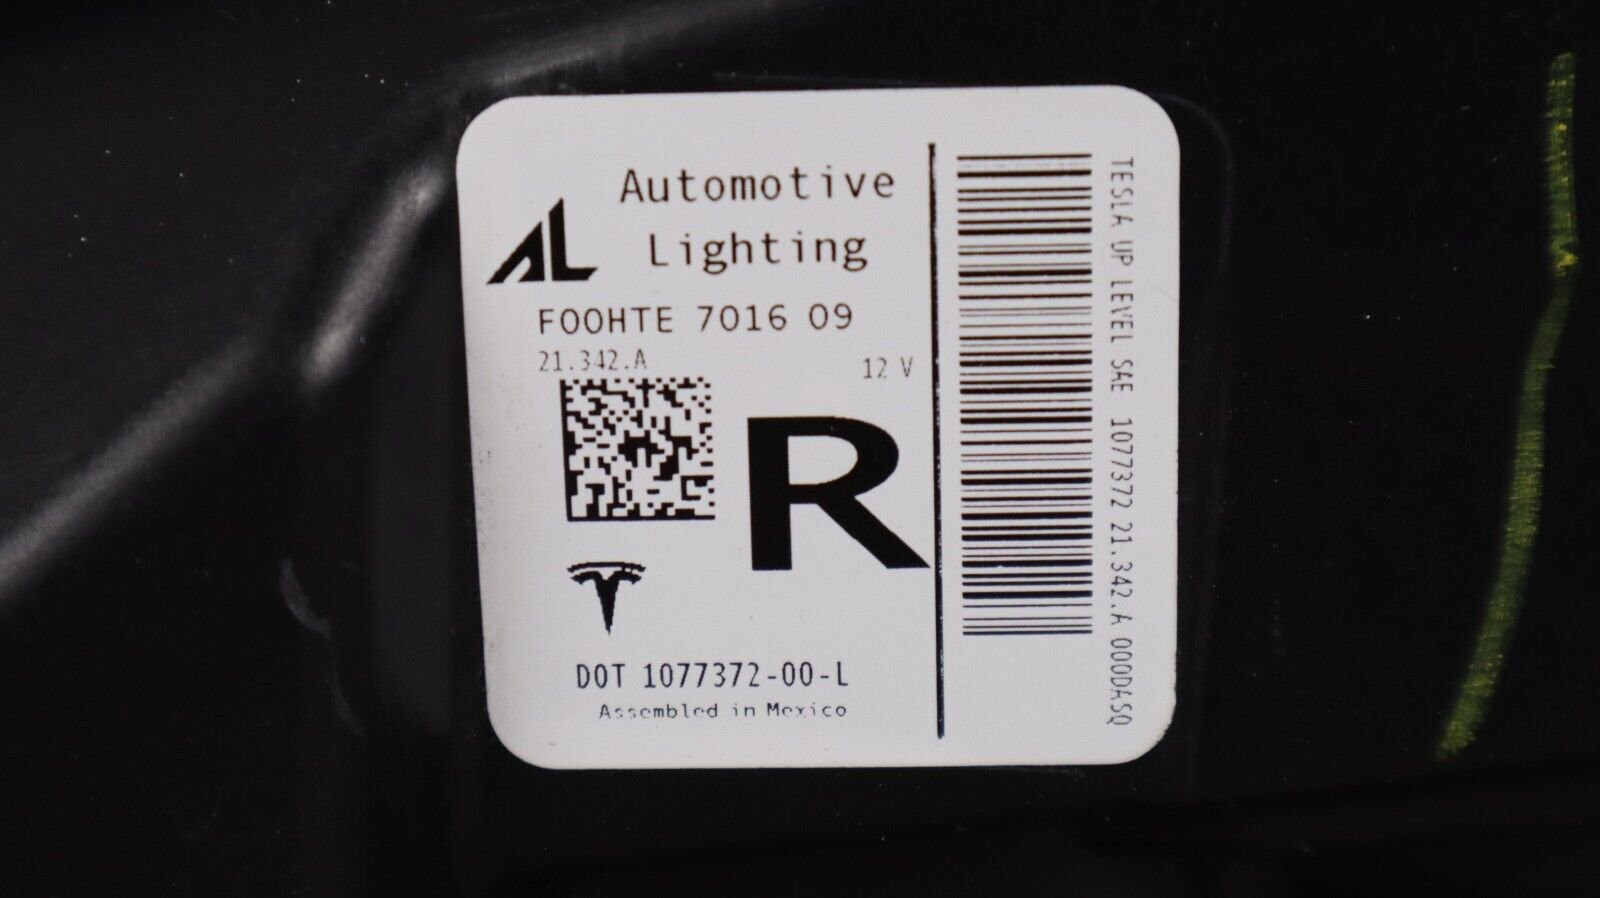 Automotive
Lighting
AL
FOOHTE 7016 09
21.342.A
12 V
R
DOT 1077372-00-L
Assembled in Mexico
TESLA UP LEVEL SAE 1077372 21.342.A 000DASQ